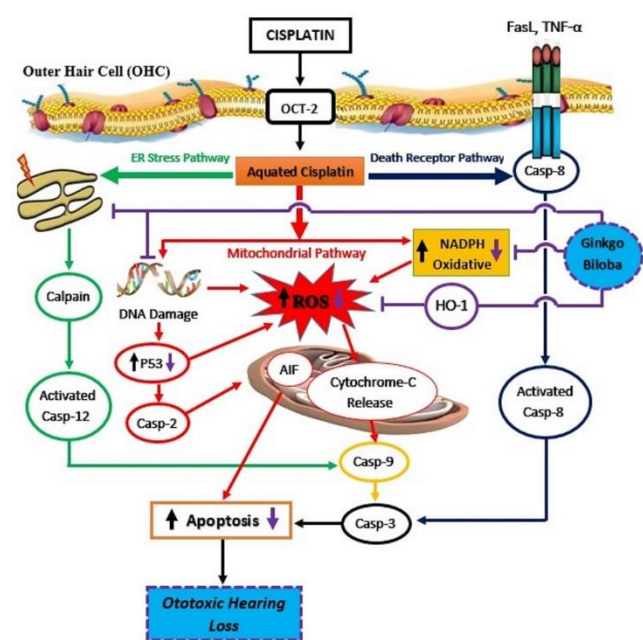 CISPLATIN
FasL, TNF-α
Outer Hair Cell (OHC)
OCT-2
ER Stress Pathway
Aquated Cisplatin
Death Receptor Pathway
Casp-8
Mitochondrial Pathway
NADPH
Oxidative
Ginkgo
Biloba
Calpain
DNA Damage
ROS
HO-1
P53
AIF
Cytochrome-C
Release
Activated
Casp-12
Casp-2
Activated
Casp-8
Casp-9
Apoptosis
Casp-3
Ototoxic Hearing
Loss